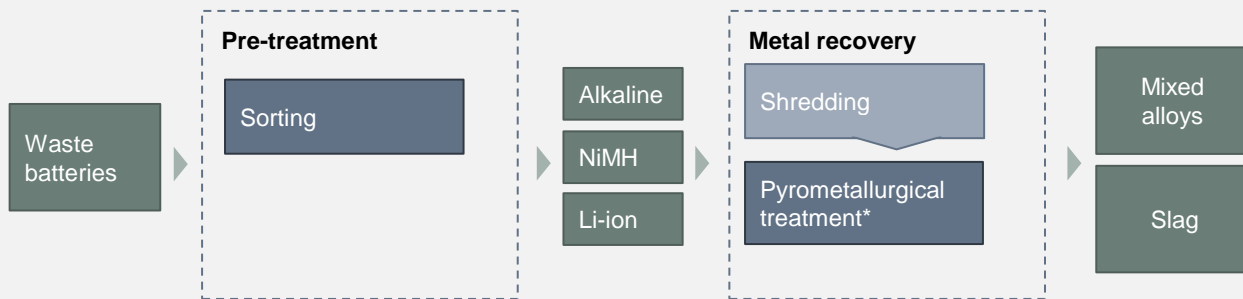 Pre-treatment
Sorting
Waste
batteries
Alkaline
NiMH
Li-ion
Metal recovery
Shredding
Pyrometallurgical
treatment*
Mixed
alloys
Slag